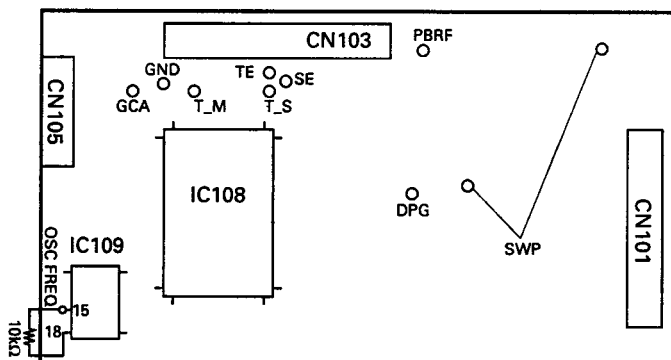 CN103
PBRF
GND
TE
SE
GCA
T_M
T_S
CN105
IC108
DPG
SWP
CN101
OSC FREQ
IC109
15
18
10kΩ